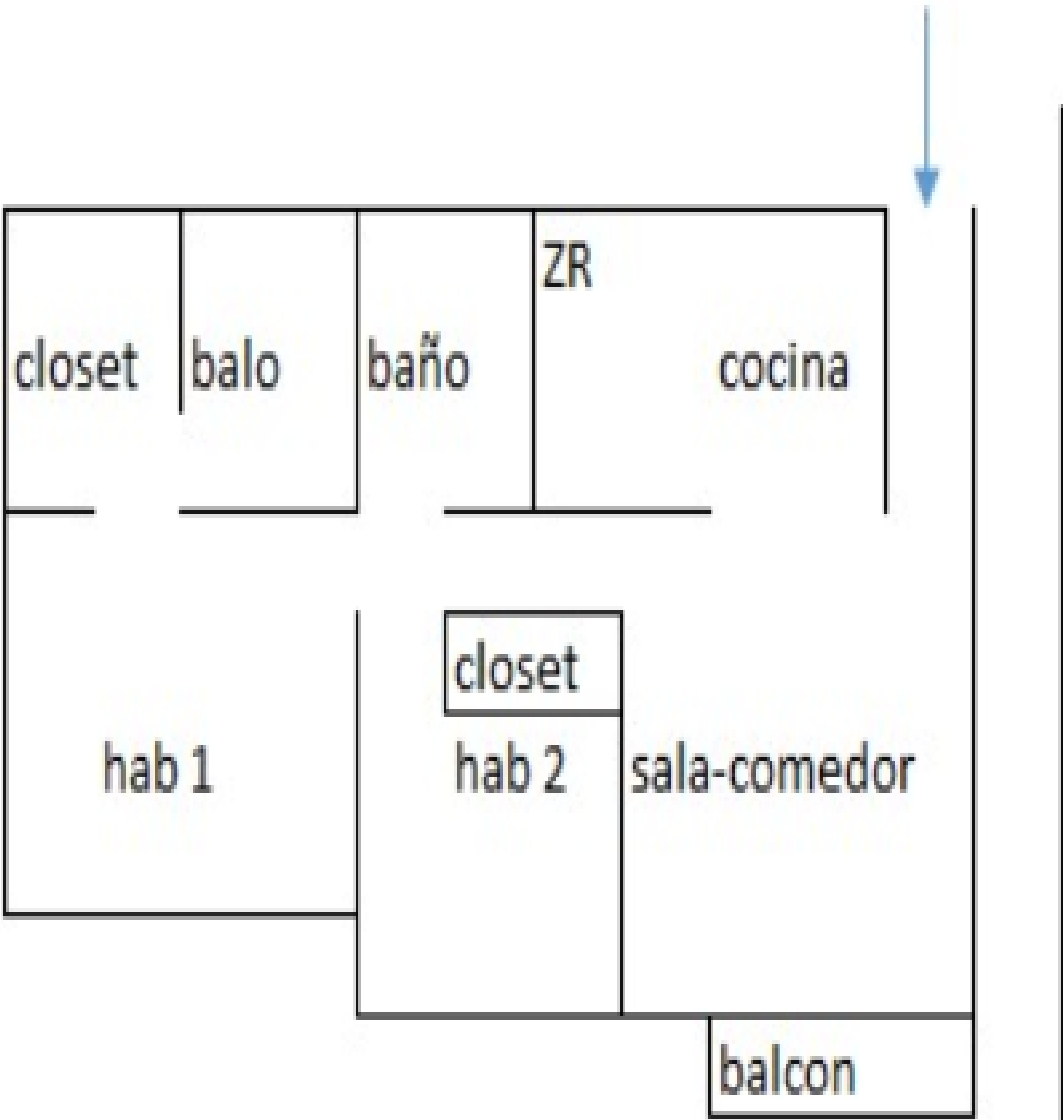 ZR
closet
balo
baño
cocina
closet
hab 1
hab 2
sala-comedor
balcon